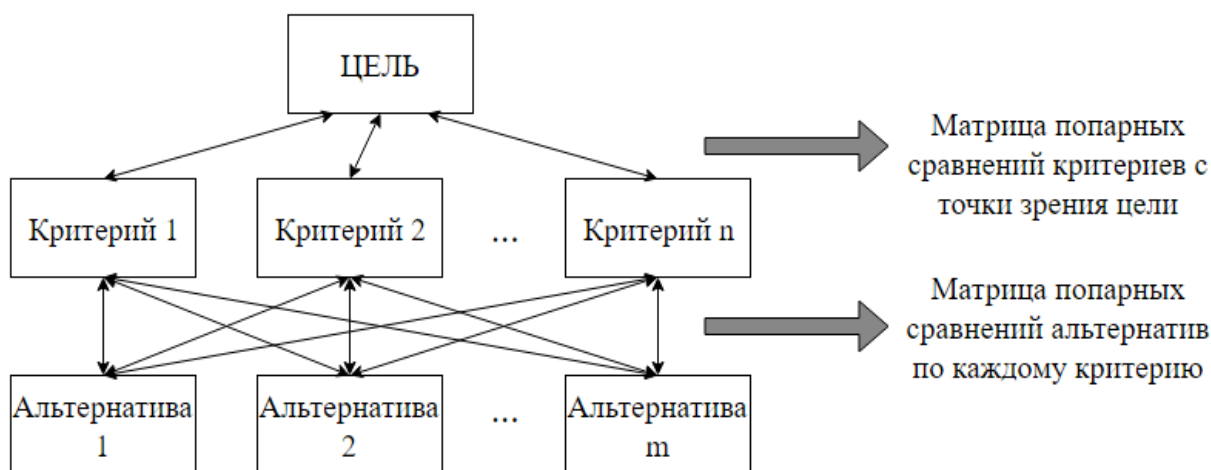 ЦЕЛЬ
Матрица попарных
сравнений критериев с
точки зрения цели
Критерий 1
Критерий 2
...
Критерий n
Матрица попарных
сравнений альтернатив
по каждому критерию
Альтернатива
1
Альтернатива
2
...
Альтернатива
m